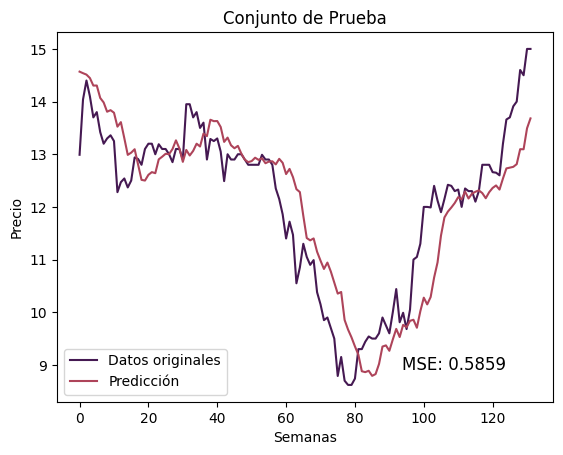 Conjunto de Prueba
Precio
15
14
13
12
11
10
9
Datos originales
Predicción
MSE: 0.5859
0 20 40 60 80 100 120
Semanas